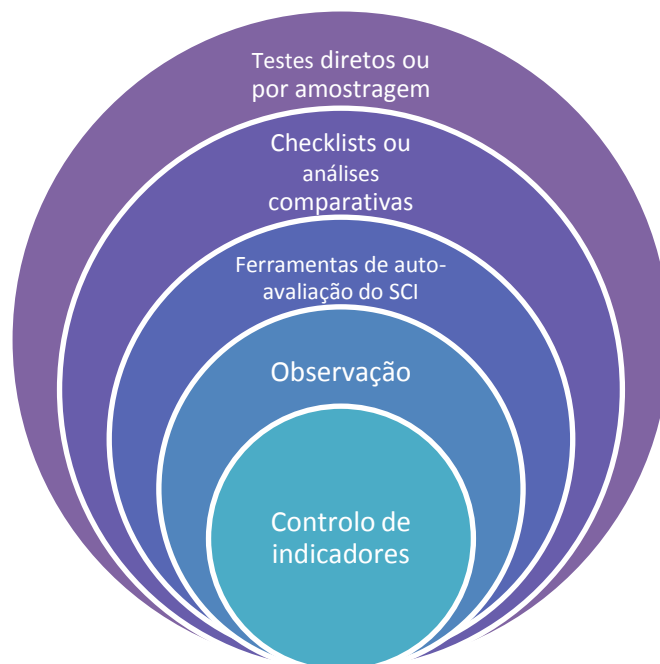 Testes diretos ou
por amostragem
Checklists ou
análises
comparativas
Ferramentas de auto-
avaliação do SCI
Observação
Controlo de
indicadores